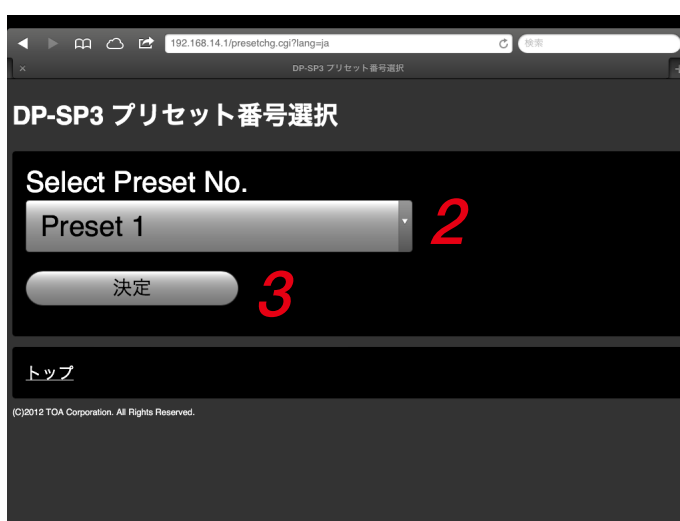 192.168.14.1/presetchg.cgi?lang=ja
検索
DP-SP3 プリセット番号選択
DP-SP3 プリセット番号選択
Select Preset No.
Preset 1
2
決定
3
トップ
(C)2012 TOA Corporation. All Rights Reserved.